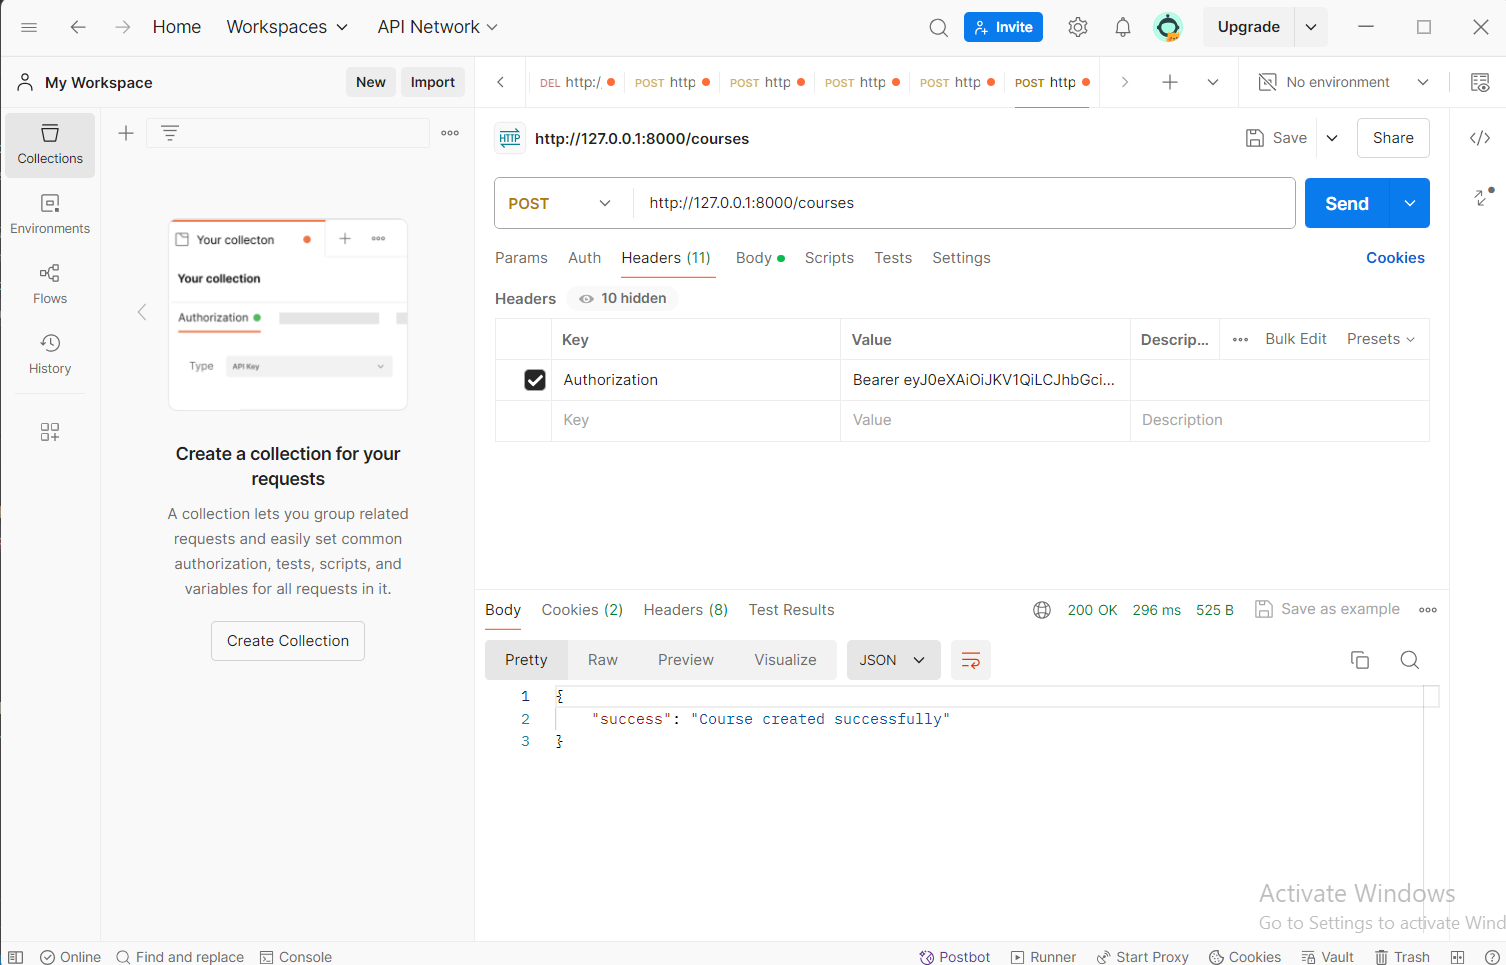 Home Workspaces API Network Invite Upgrade
My Workspace New Import DEL http:/ POST http POST http POST http POST http POST http No environment
Collections
Environments
Flows
History
Your collecton
Your collection
Authorization
Type API Key
Create a collection for your
requests
A collection lets you group related
requests and easily set common
authorization, tests, scripts, and
variables for all requests in it.
Create Collection
HTTP http://127.0.0.1:8000/courses Save Share
POST http://127.0.0.1:8000/courses Send
Params Auth Headers (11) Body Scripts Tests Settings Cookies
Headers 10 hidden
Key Value Descrip... Bulk Edit Presets
Authorization Bearer eyJ0eXAiOiJKV1QiLCJhbGci...
Key Value Description
Body Cookies (2) Headers (8) Test Results 200 OK 296 ms 525 B Save as example
Pretty Raw Preview Visualize JSON
1 {
2 "success": "Course created successfully"
3 }
Activate Windows
Go to Settings to activate Wind
Online Find and replace Console Postbot Runner Start Proxy Cookies Vault Trash